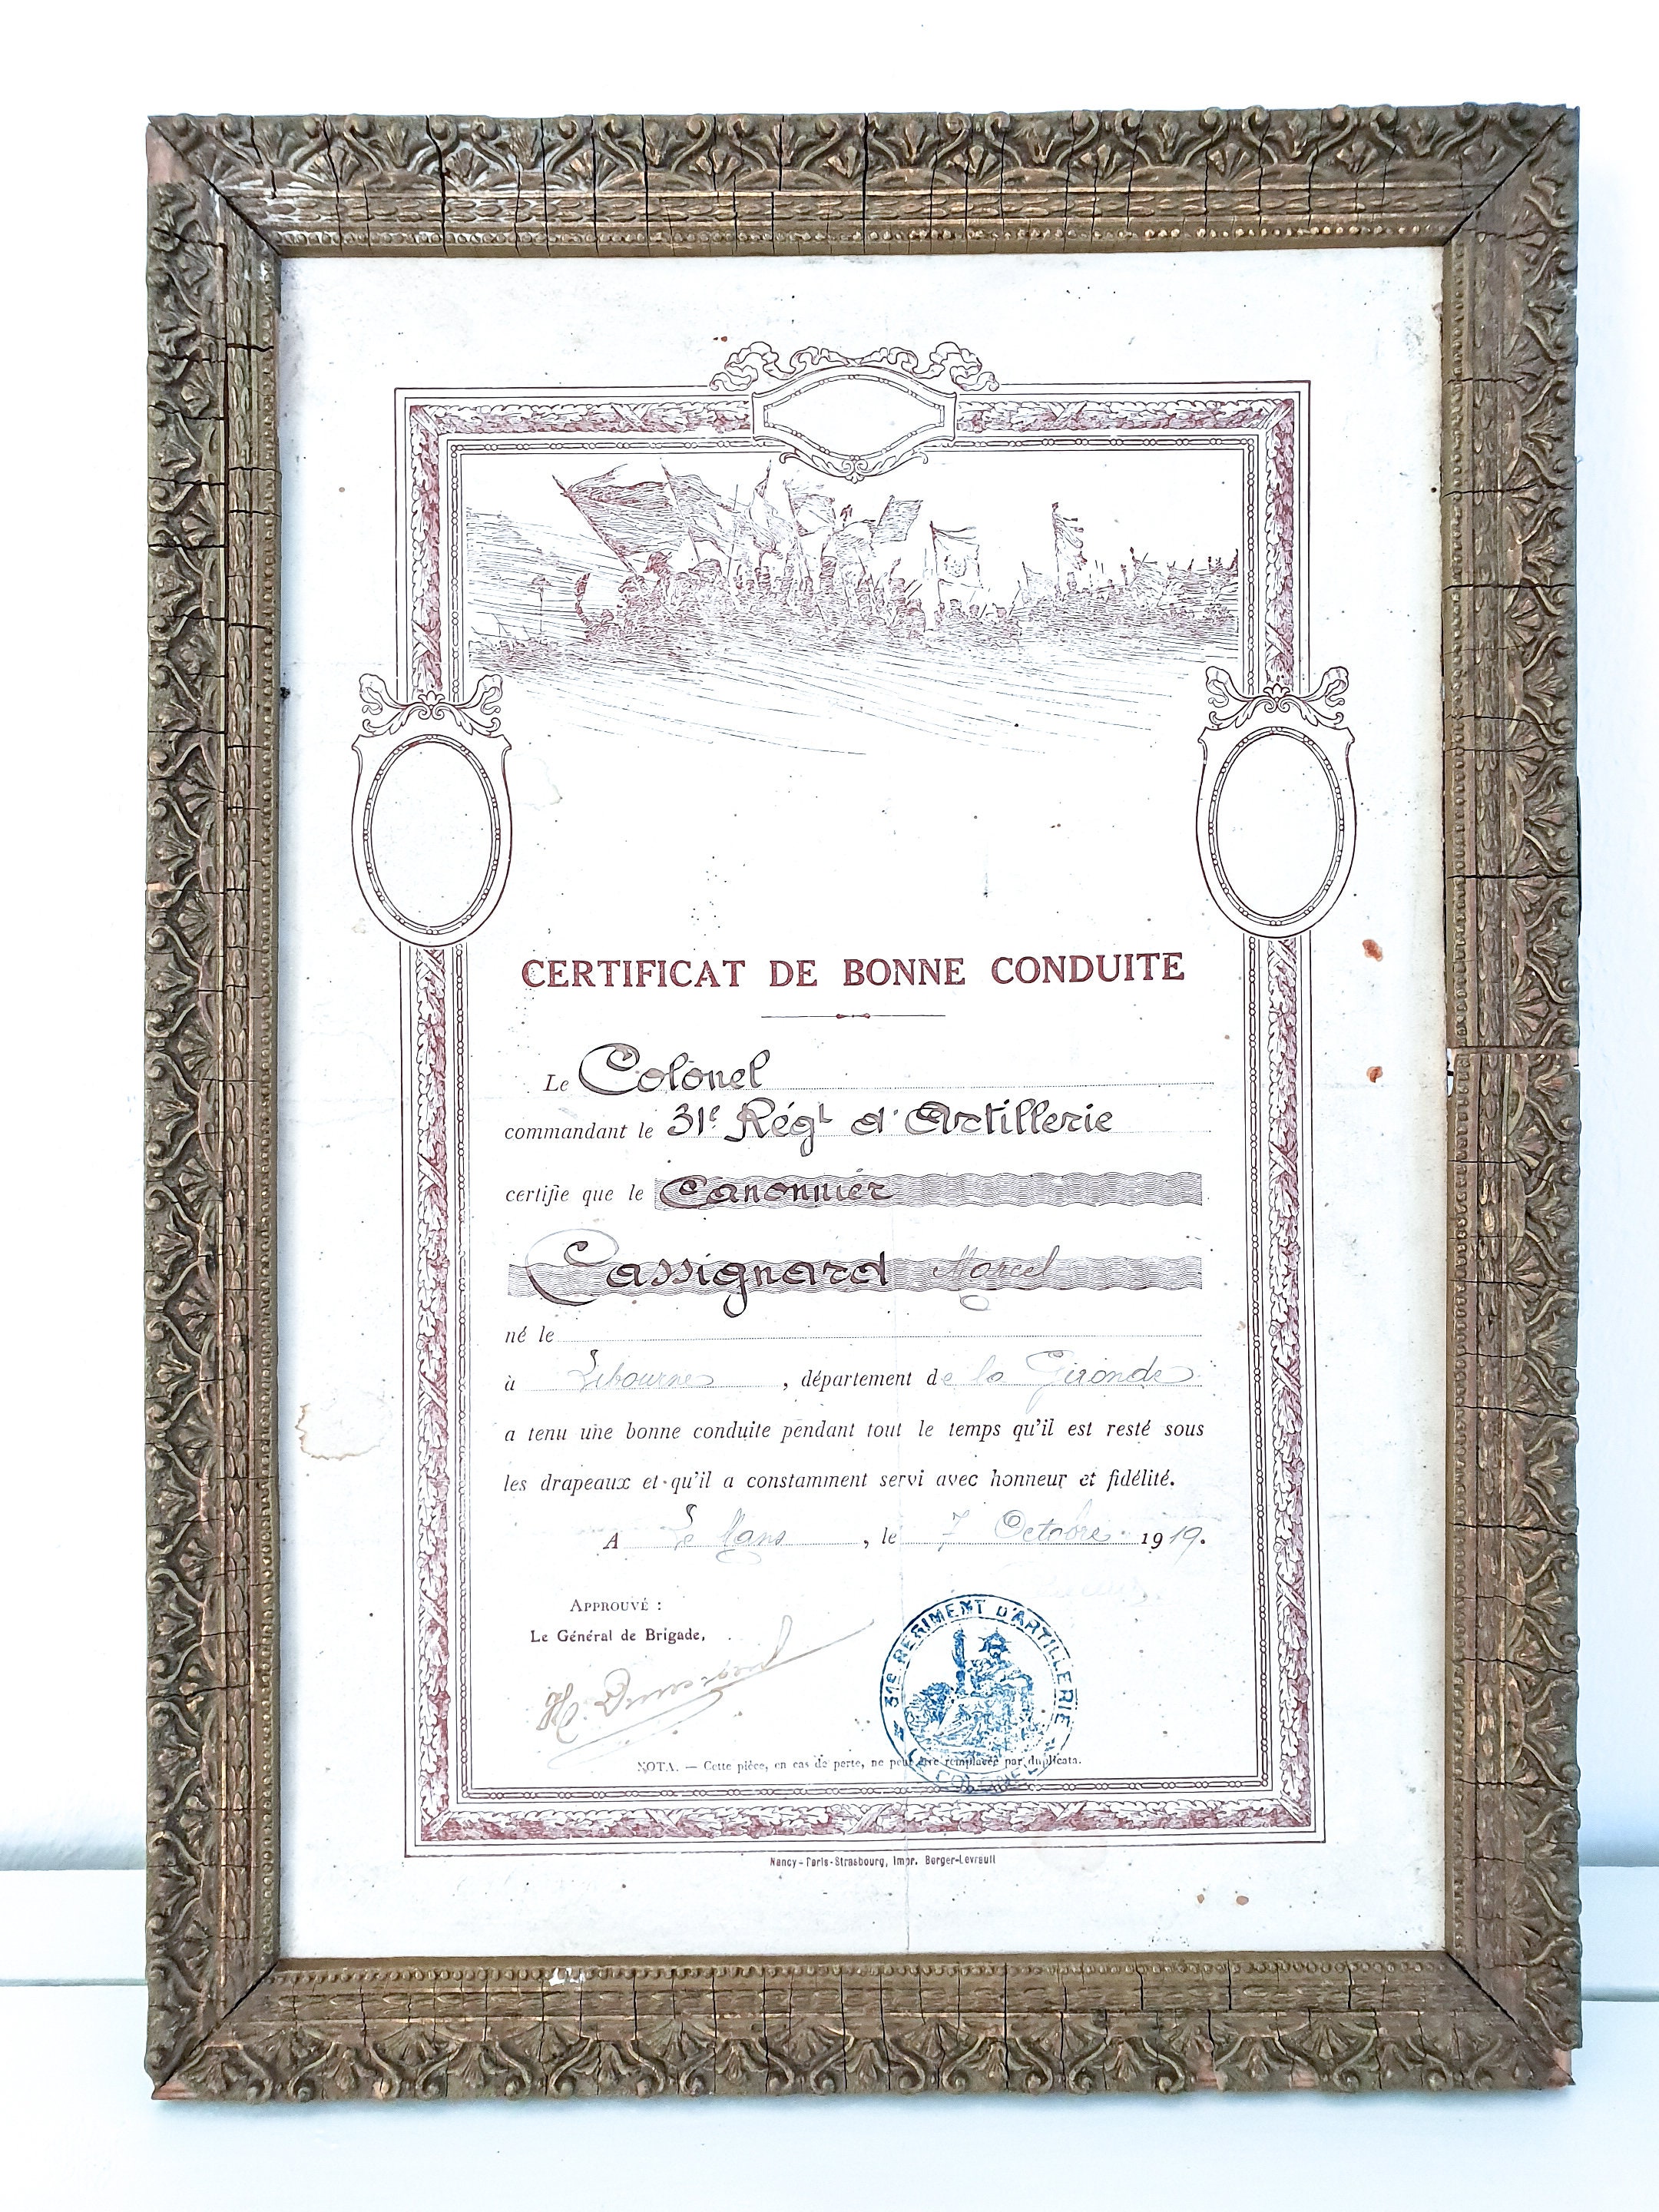 CERTIFICAT DE BONNE CONDUITE
Le Colonel
commandant le 31e Régt d'Artillerie
certifie que le Canonnier
Cassignard Marcel
né le
à Libourne, département de la Gironde
a tenu une bonne conduite pendant tout le temps qu'il est resté sous
les drapeaux et qu'il a constamment servi avec honneur et fidélité.
A Le Mans, le 7 Octobre 1919.
APPROUVÉ :
Le Général de Brigade,
31e REGIMENT D'ARTILLERIE
LE COLONEL
NOTA. — Cette pièce, en cas de perte, ne peut être remplacée par duplicata.
Nancy-Paris-Strasbourg, Impr. Berger-Levrault